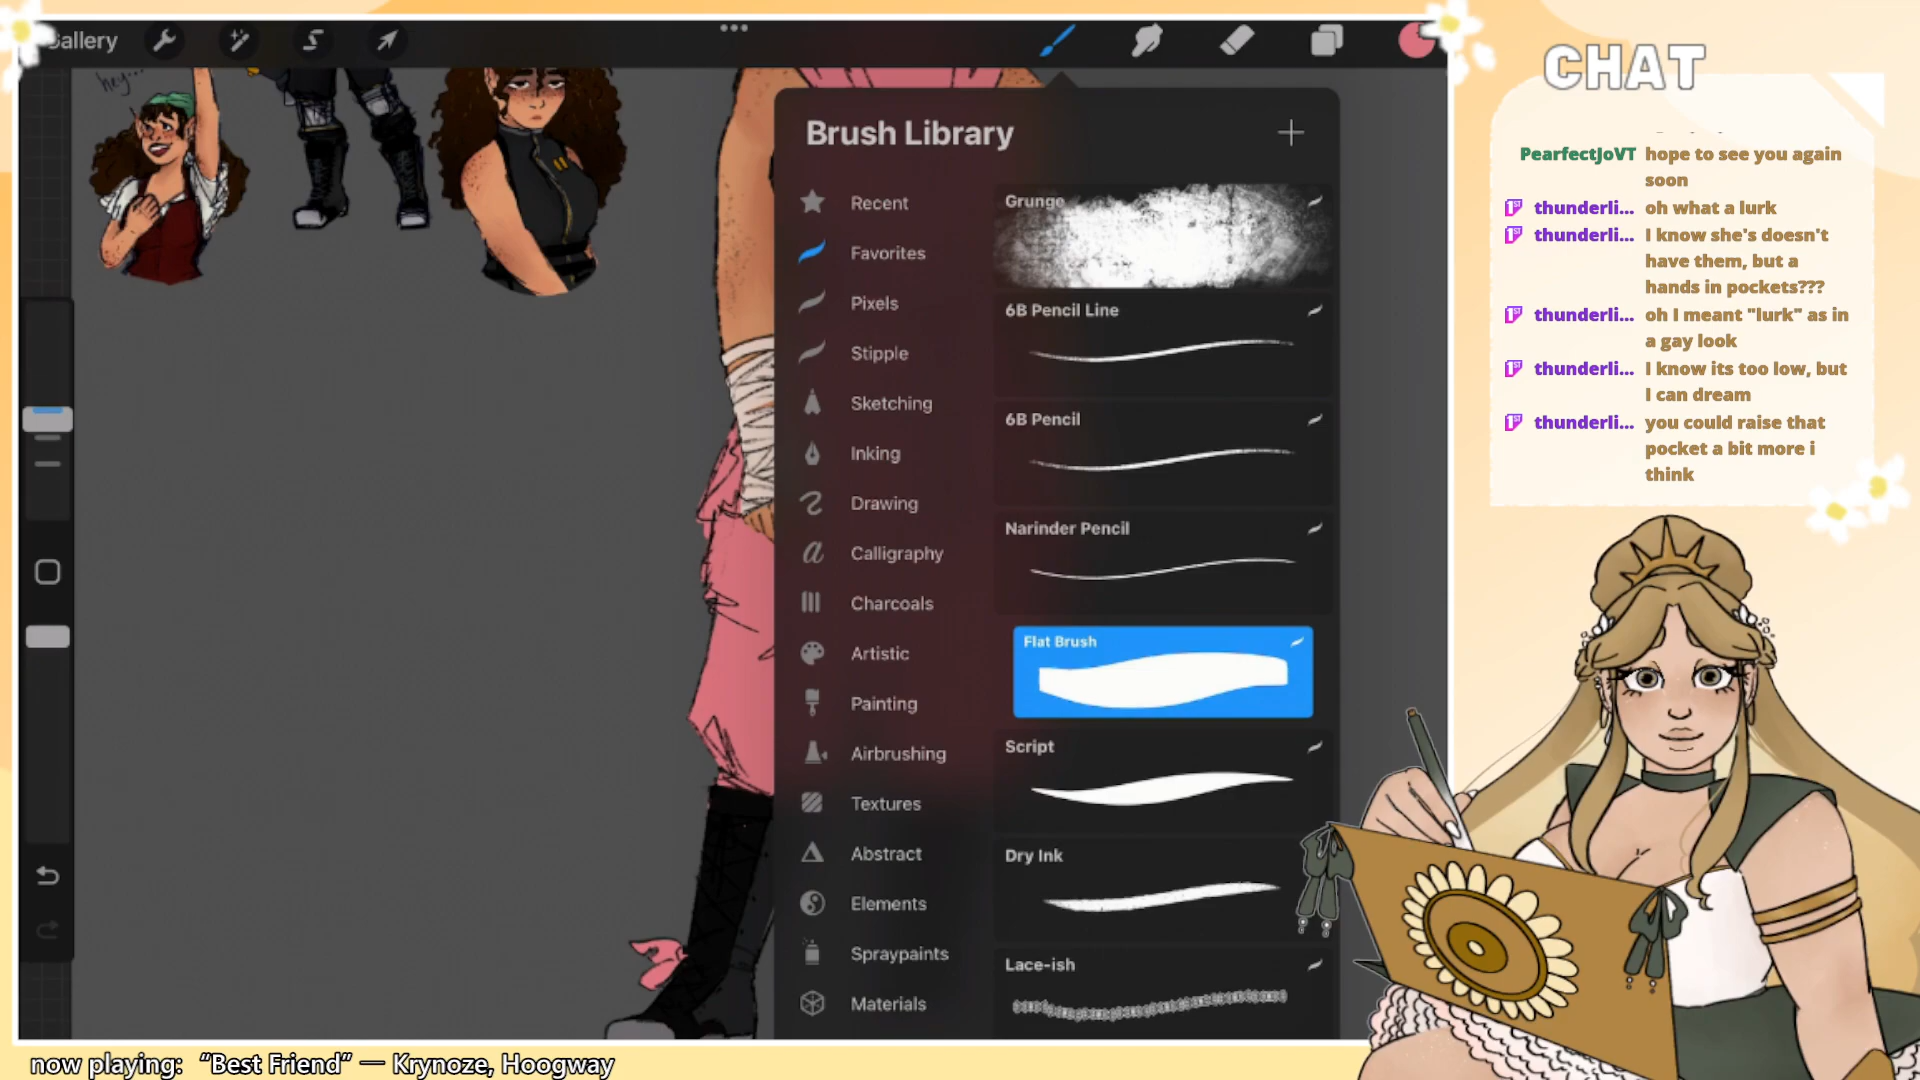 Gallery
hey...
Brush Library
Recent
Favorites
Pixels
Stipple
Sketching
Inking
Drawing
Calligraphy
Charcoals
Artistic
Painting
Airbrushing
Textures
Abstract
Elements
Spraypaints
Materials
Grunge
6B Pencil Line
6B Pencil
Narinder Pencil
Flat Brush
Script
Dry Ink
Lace-ish
CHAT
PearfectJoVT hope to see you again
soon
thunderli... oh what a lurk
thunderli... I know she's doesn't
have them, but a
hands in pockets???
thunderli... oh I meant "lurk" as in
a gay look
thunderli... I know its too low, but
I can dream
thunderli... you could raise that
pocket a bit more i
think
now playing: "Best Friend" — Krynoze, Hoogway